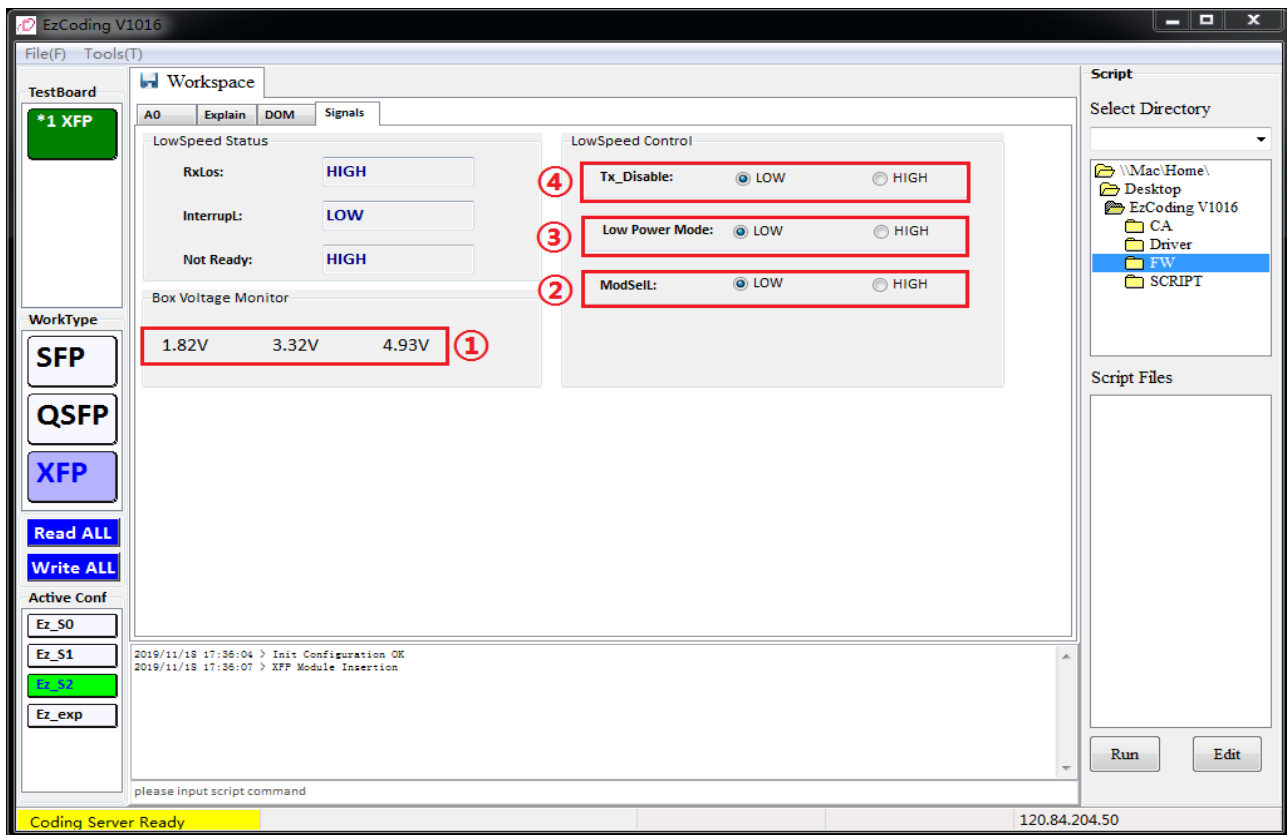 EzCoding V1016
File(F) Tools(T)
TestBoard
*1 XFP
WorkType
SFP
QSFP
XFP
Read ALL
Write ALL
Active Conf
Ez_S0
Ez_S1
Ez_S2
Ez_exp
Workspace
A0 Explain DOM Signals
LowSpeed Status
RxLos: HIGH
InterrupL: LOW
Not Ready: HIGH
Box Voltage Monitor
1.82V 3.32V 4.93V ①
LowSpeed Control
④ Tx_Disable: LOW HIGH
③ Low Power Mode: LOW HIGH
② ModSelL: LOW HIGH
2019/11/18 17:36:04 > Init Configuration OK
2019/11/18 17:36:07 > XFP Module Insertion
please input script command
Script
Select Directory
\\Mac\Home\
Desktop
EzCoding V1016
CA
Driver
FW
SCRIPT
Script Files
Run Edit
Coding Server Ready 120.84.204.50